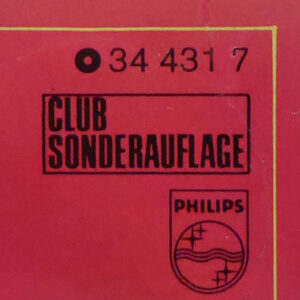 34 431 7
CLUB
SONDERAUFLAGE
PHILIPS